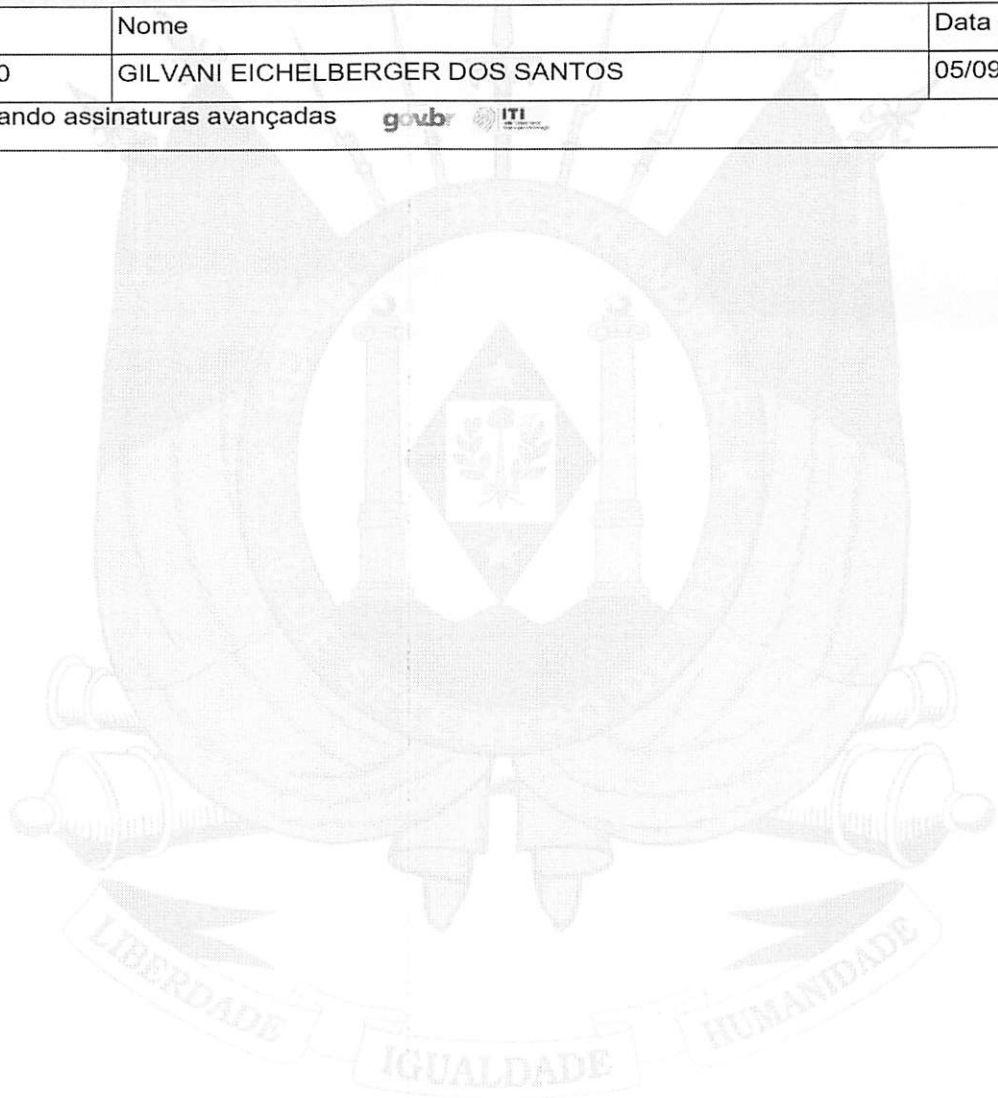 Nome Data
0 GILVANI EICHELBERGER DOS SANTOS 05/09
ando assinaturas avançadas gov.br ITI
LIBERDADE IGUALDADE HUMANIDADE